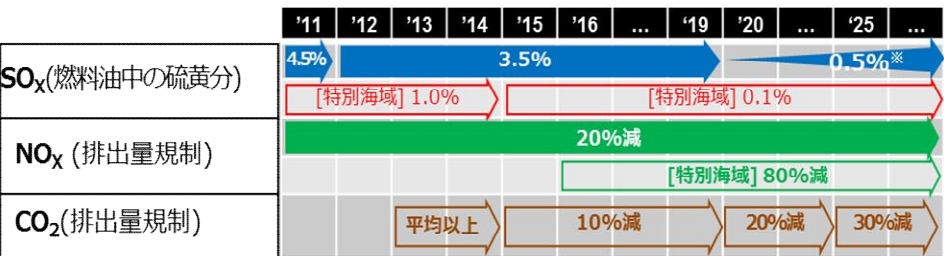 ’11 ’12 ’13 ’14 ’15 ’16 … ‘19 ’20 … ‘25 …
SOX(燃料油中の硫黄分)
4.5% 3.5% 0.5%※
[特別海域] 1.0% [特別海域] 0.1%
NOX (排出量規制)
20%減
[特別海域] 80%減
CO2(排出量規制)
平均以上 10%減 20%減 30%減